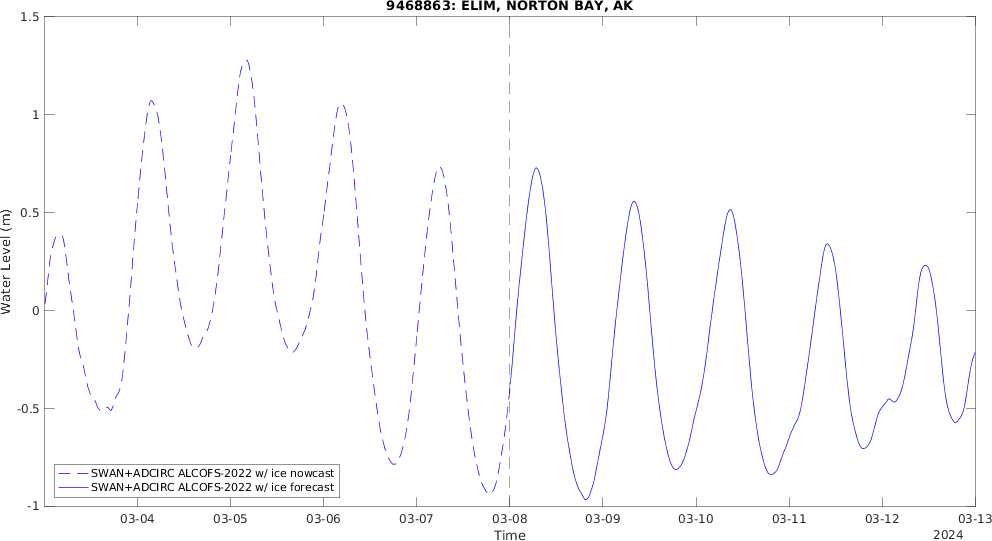 9468863: ELIM, NORTON BAY, AK
Water Level (m)
1.5
1
0.5
0
-0.5
-1
SWAN+ADCIRC ALCOFS-2022 w/ ice nowcast
SWAN+ADCIRC ALCOFS-2022 w/ ice forecast
03-04 03-05 03-06 03-07 03-08 03-09 03-10 03-11 03-12 03-13
Time
2024